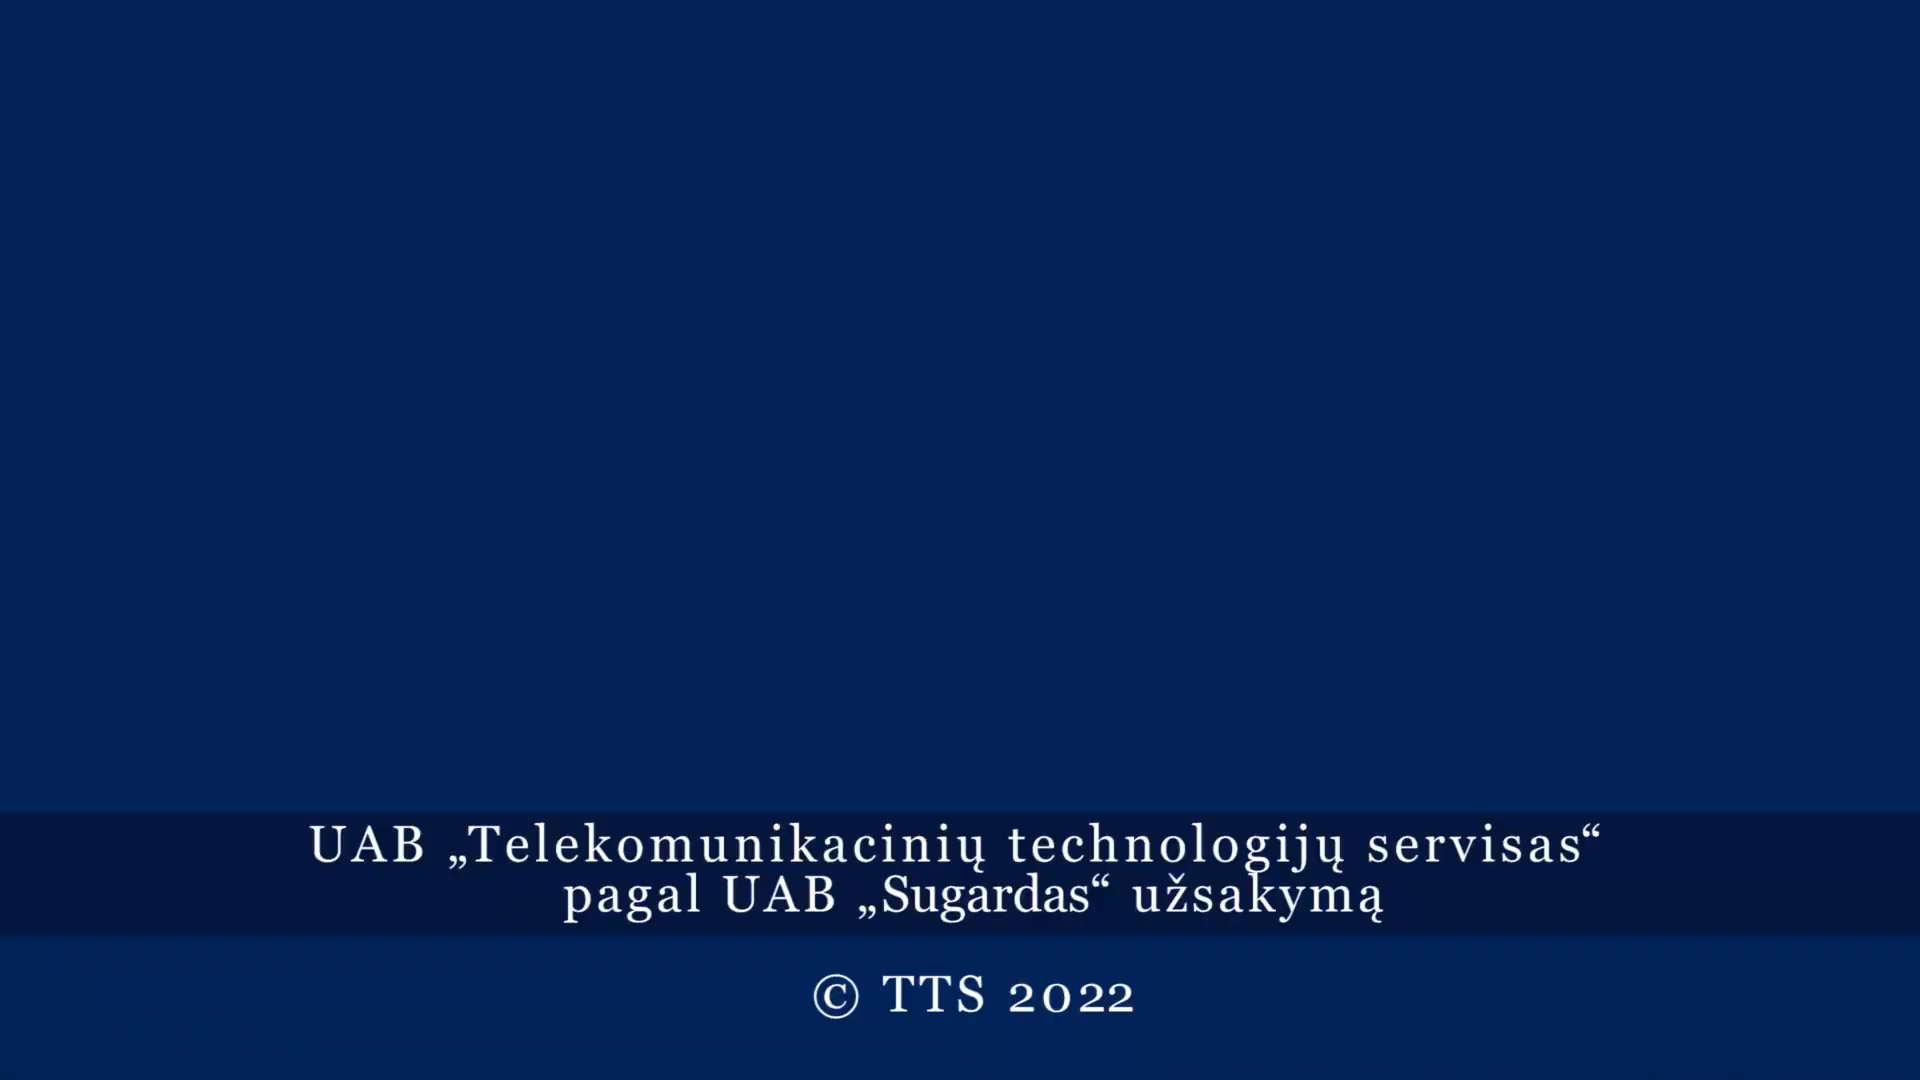 UAB „Telekomunikacinių technologijų servisas“
pagal UAB „Sugardas“ užsakymą
© TTS 2022